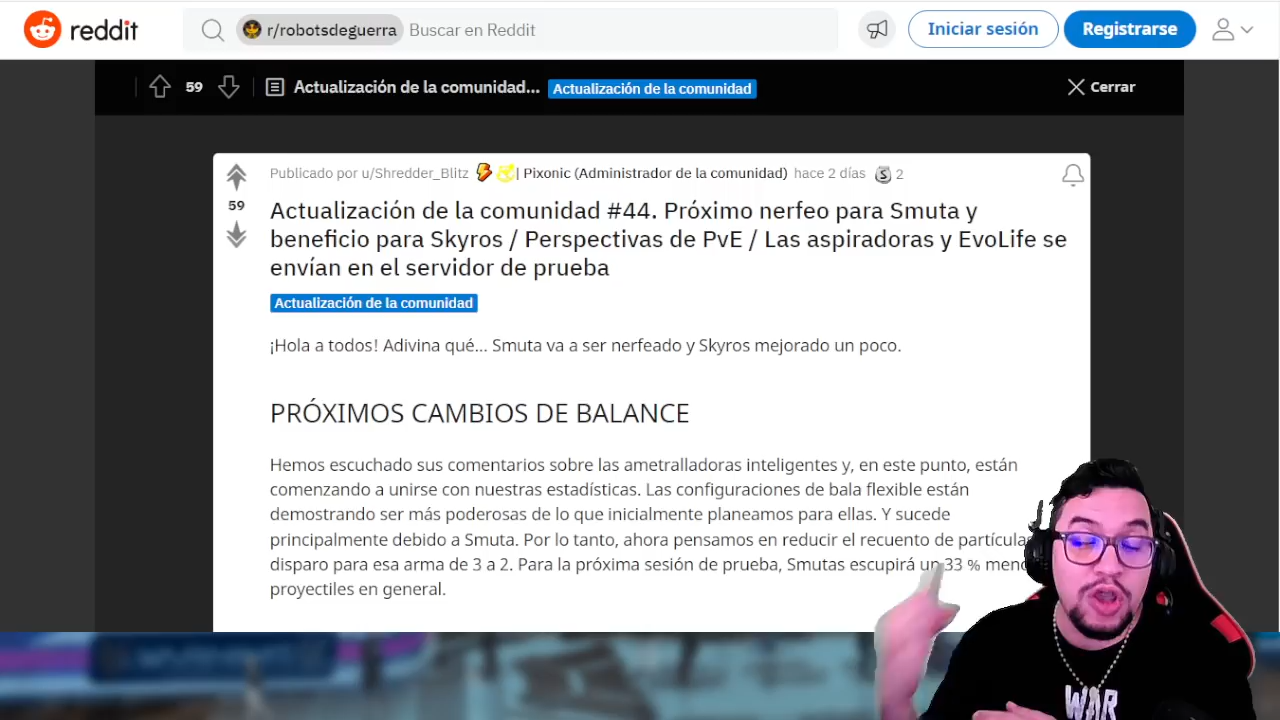 reddit
r/robotsdeguerra Buscar en Reddit
Iniciar sesión
Registrarse
59
Actualización de la comunidad... Actualización de la comunidad
Cerrar
Publicado por u/Shredder_Blitz | Pixonic (Administrador de la comunidad) hace 2 días S 2
59
Actualización de la comunidad #44. Próximo nerfeo para Smuta y
beneficio para Skyros / Perspectivas de PvE / Las aspiradoras y EvoLife se
envían en el servidor de prueba
Actualización de la comunidad
¡Hola a todos! Adivina qué... Smuta va a ser nerfeado y Skyros mejorado un poco.
PRÓXIMOS CAMBIOS DE BALANCE
Hemos escuchado sus comentarios sobre las ametralladoras inteligentes y, en este punto, están
comenzando a unirse con nuestras estadísticas. Las configuraciones de bala flexible están
demostrando ser más poderosas de lo que inicialmente planeamos para ellas. Y sucede
principalmente debido a Smuta. Por lo tanto, ahora pensamos en reducir el recuento de partícula
disparo para esa arma de 3 a 2. Para la próxima sesión de prueba, Smutas escupirá un 33 % men
proyectiles en general.
WAR